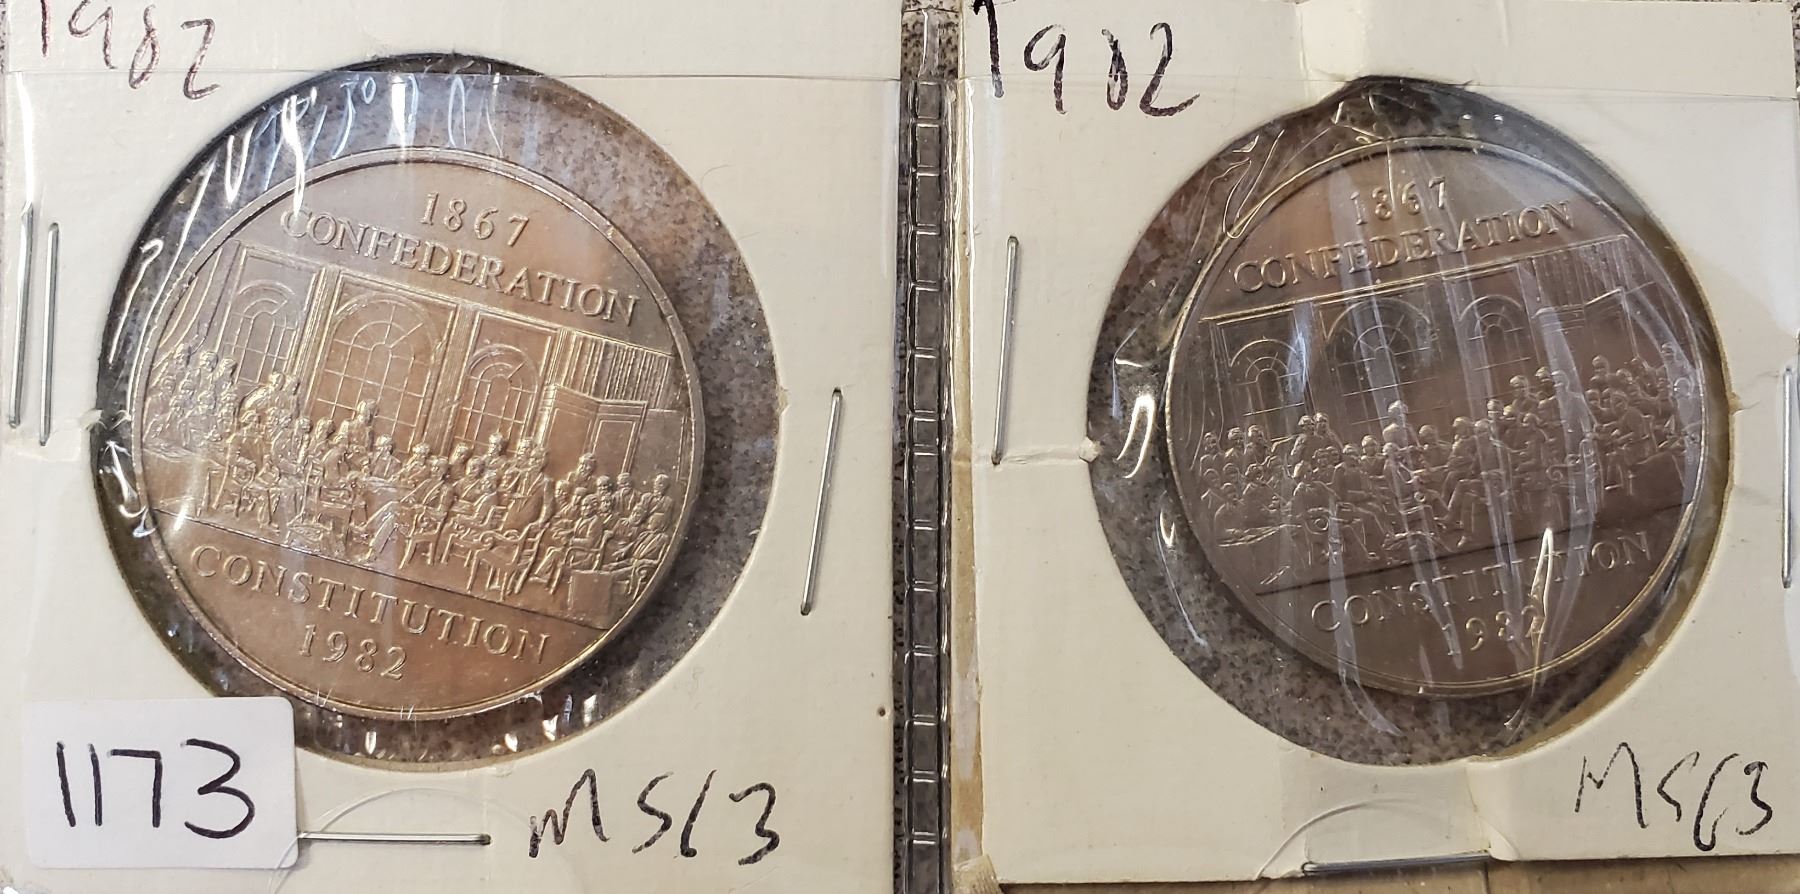 1982
1867
CONFEDERATION
CONSTITUTION
1982
1173
MS63
1982
1867
CONFEDERATION
CONSTITUTION
1982
MS63